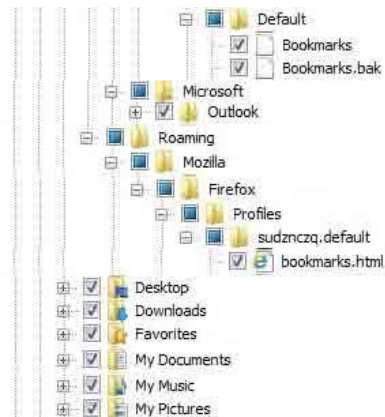 Default
Bookmarks
Bookmarks.bak
Microsoft
Outlook
Roaming
Mozilla
Firefox
Profiles
sudznczq.default
bookmarks.html
Desktop
Downloads
Favorites
My Documents
My Music
My Pictures